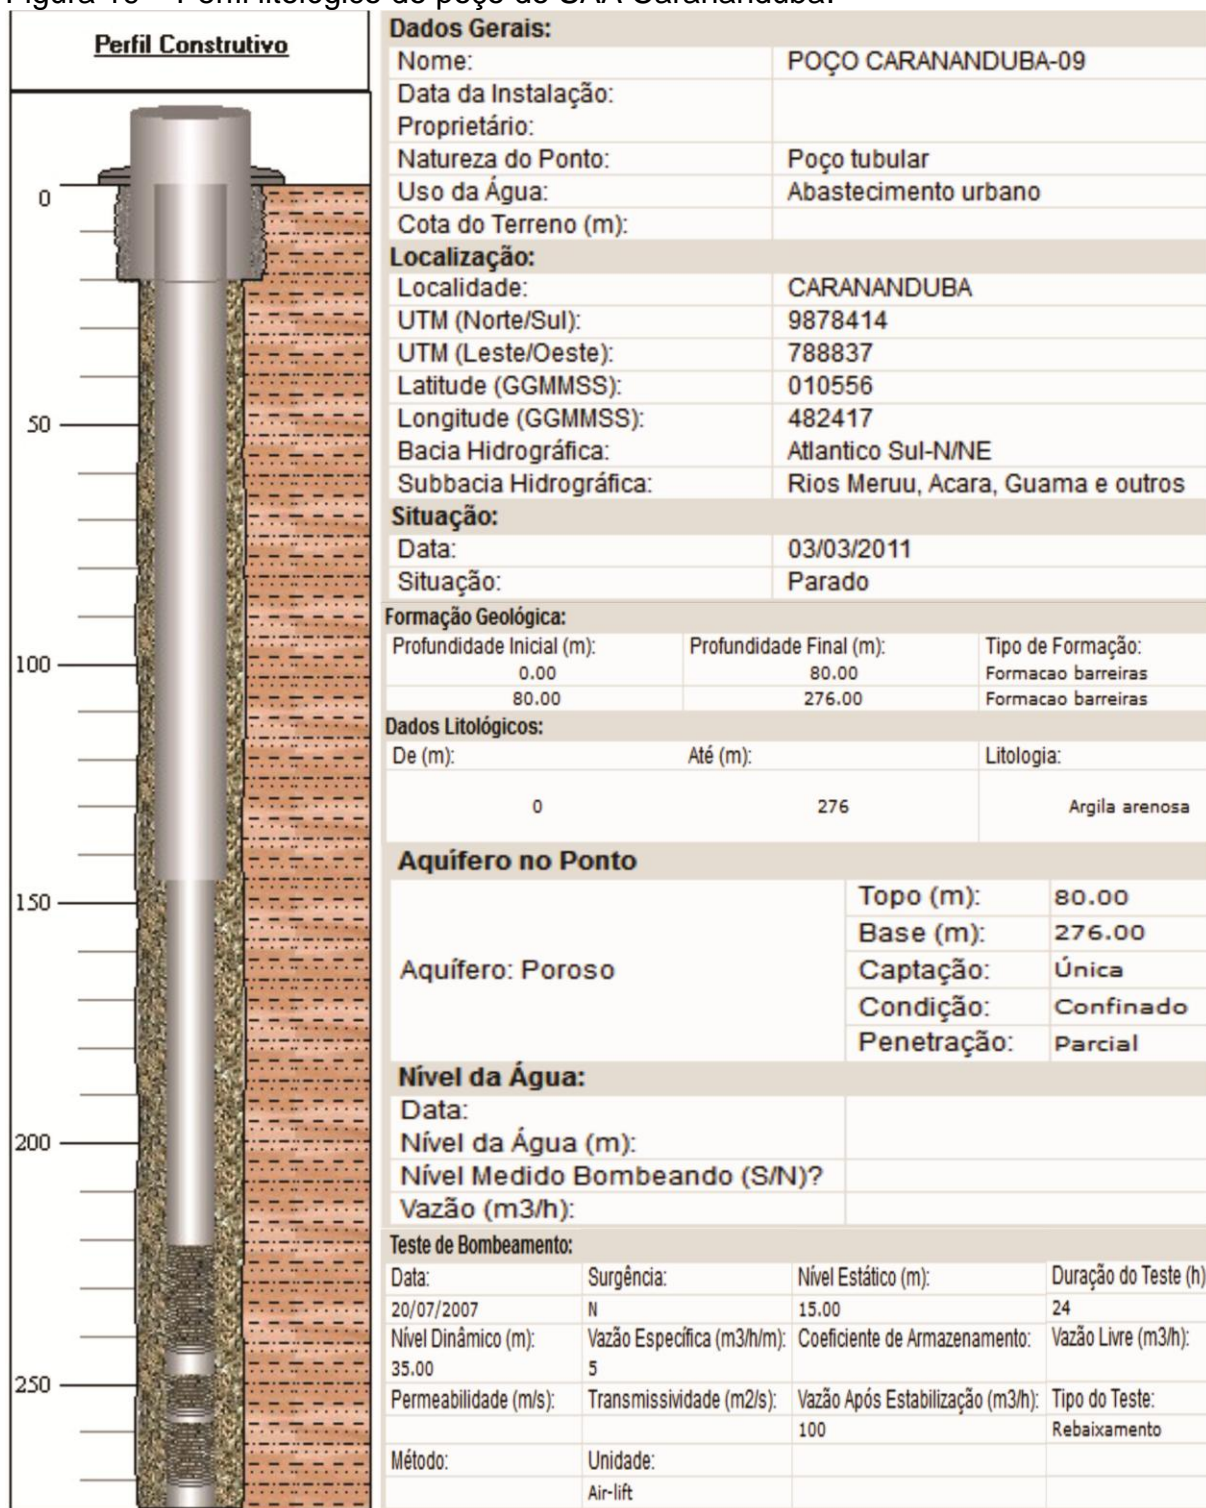 Figura 10 – Perfil litológico do poço do SAA Carananduba.
Perfil Construtivo
0
50
100
150
200
250
Dados Gerais:
Nome: POÇO CARANANDUBA-09
Data da Instalação:
Proprietário:
Natureza do Ponto: Poço tubular
Uso da Água: Abastecimento urbano
Cota do Terreno (m):
Localização:
Localidade: CARANANDUBA
UTM (Norte/Sul): 9878414
UTM (Leste/Oeste): 788837
Latitude (GGMMSS): 010556
Longitude (GGMMSS): 482417
Bacia Hidrográfica: Atlantico Sul-N/NE
Subbacia Hidrográfica: Rios Meruu, Acara, Guama e outros
Situação:
Data: 03/03/2011
Situação: Parado
Formação Geológica:
Profundidade Inicial (m): Profundidade Final (m): Tipo de Formação:
0.00 80.00 Formacao barreiras
80.00 276.00 Formacao barreiras
Dados Litológicos:
De (m): Até (m): Litologia:
0 276 Argila arenosa
Aquífero no Ponto
Aquífero: Poroso
Topo (m): 80.00
Base (m): 276.00
Captação: Única
Condição: Confinado
Penetração: Parcial
Nível da Água:
Data:
Nível da Água (m):
Nível Medido Bombeando (S/N)?
Vazão (m3/h):
Teste de Bombeamento:
Data: Surgência: Nível Estático (m): Duração do Teste (h)
20/07/2007 N 15.00 24
Nível Dinâmico (m): Vazão Específica (m3/h/m): Coeficiente de Armazenamento: Vazão Livre (m3/h):
35.00 5
Permeabilidade (m/s): Transmissividade (m2/s): Vazão Após Estabilização (m3/h): Tipo do Teste:
100 Rebaixamento
Método: Unidade:
Air-lift